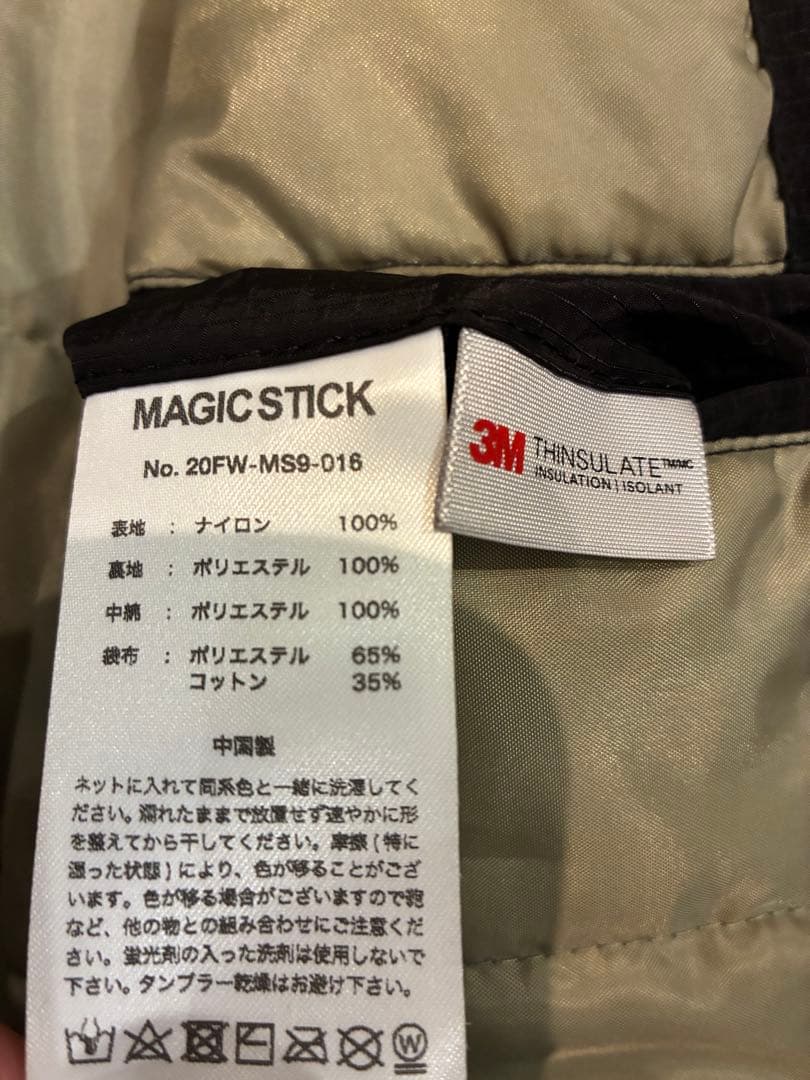 MAGIC STICK
No. 20FW-MS9-016
表地 : ナイロン 100%
裏地 : ポリエステル 100%
中綿 : ポリエステル 100%
袋布 : ポリエステル 65%
コットン 35%
中国製
ネットに入れて同系色と一緒に洗濯してく
ださい。濡れたままで放置せず速やかに形
を整えてから干してください。摩擦(特に
湿った状態)により、色が移ることがござ
います。色が移る場合がございますので鞄
など、他の物との組み合わせにご注意くだ
さい。蛍光剤の入った洗剤は使用しないで
下さい。タンブラー乾燥はお避け下さい。
W
3M THINSULATE™/MC
INSULATION | ISOLANT